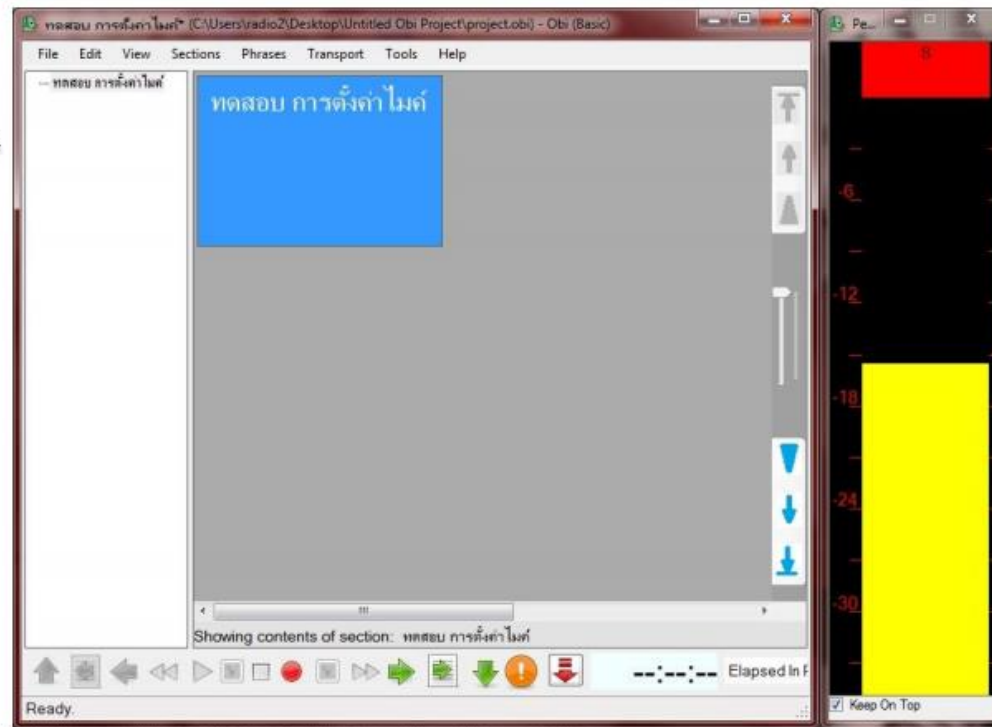 ทดสอบ การตั้งค่าไมค์* (C:\Users\radio2\Desktop\Untitled Obi Project\project.obi) - Obi (Basic)
File Edit View Sections Phrases Transport Tools Help
ทดสอบ การตั้งค่าไมค์
ทดสอบ การตั้งค่าไมค์
Showing contents of section: ทดสอบ การตั้งค่าไมค์
--:--:-- Elapsed In
Ready.
Pe...
8
-6
-12
-18
-24
-30
Keep On Top